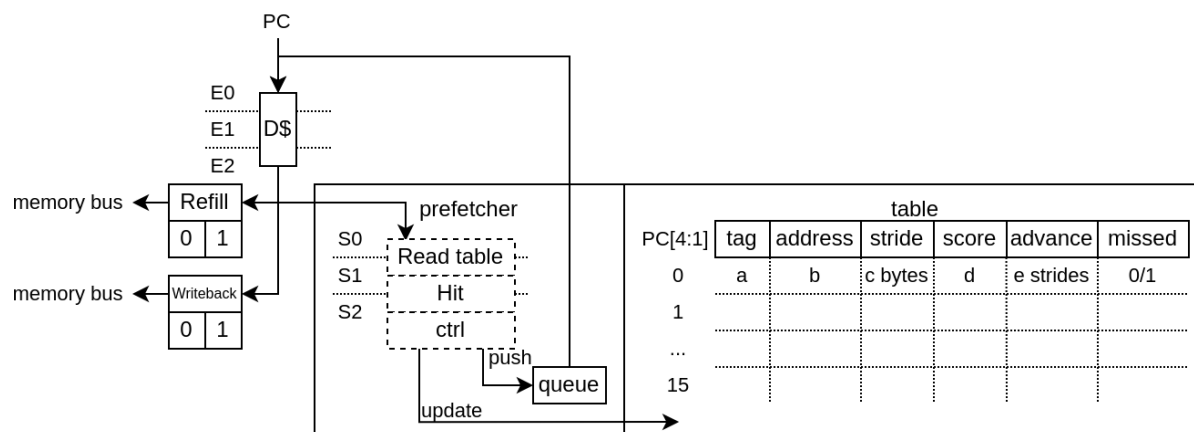 PC
E0
E1
D$
E2
memory bus
Refill
0 1
memory bus
Writeback
0 1
prefetcher
S0
Read table
S1
Hit
S2
ctrl
push
queue
update
table
PC[4:1] tag address stride score advance missed
0 a b c bytes d e strides 0/1
1
...
15